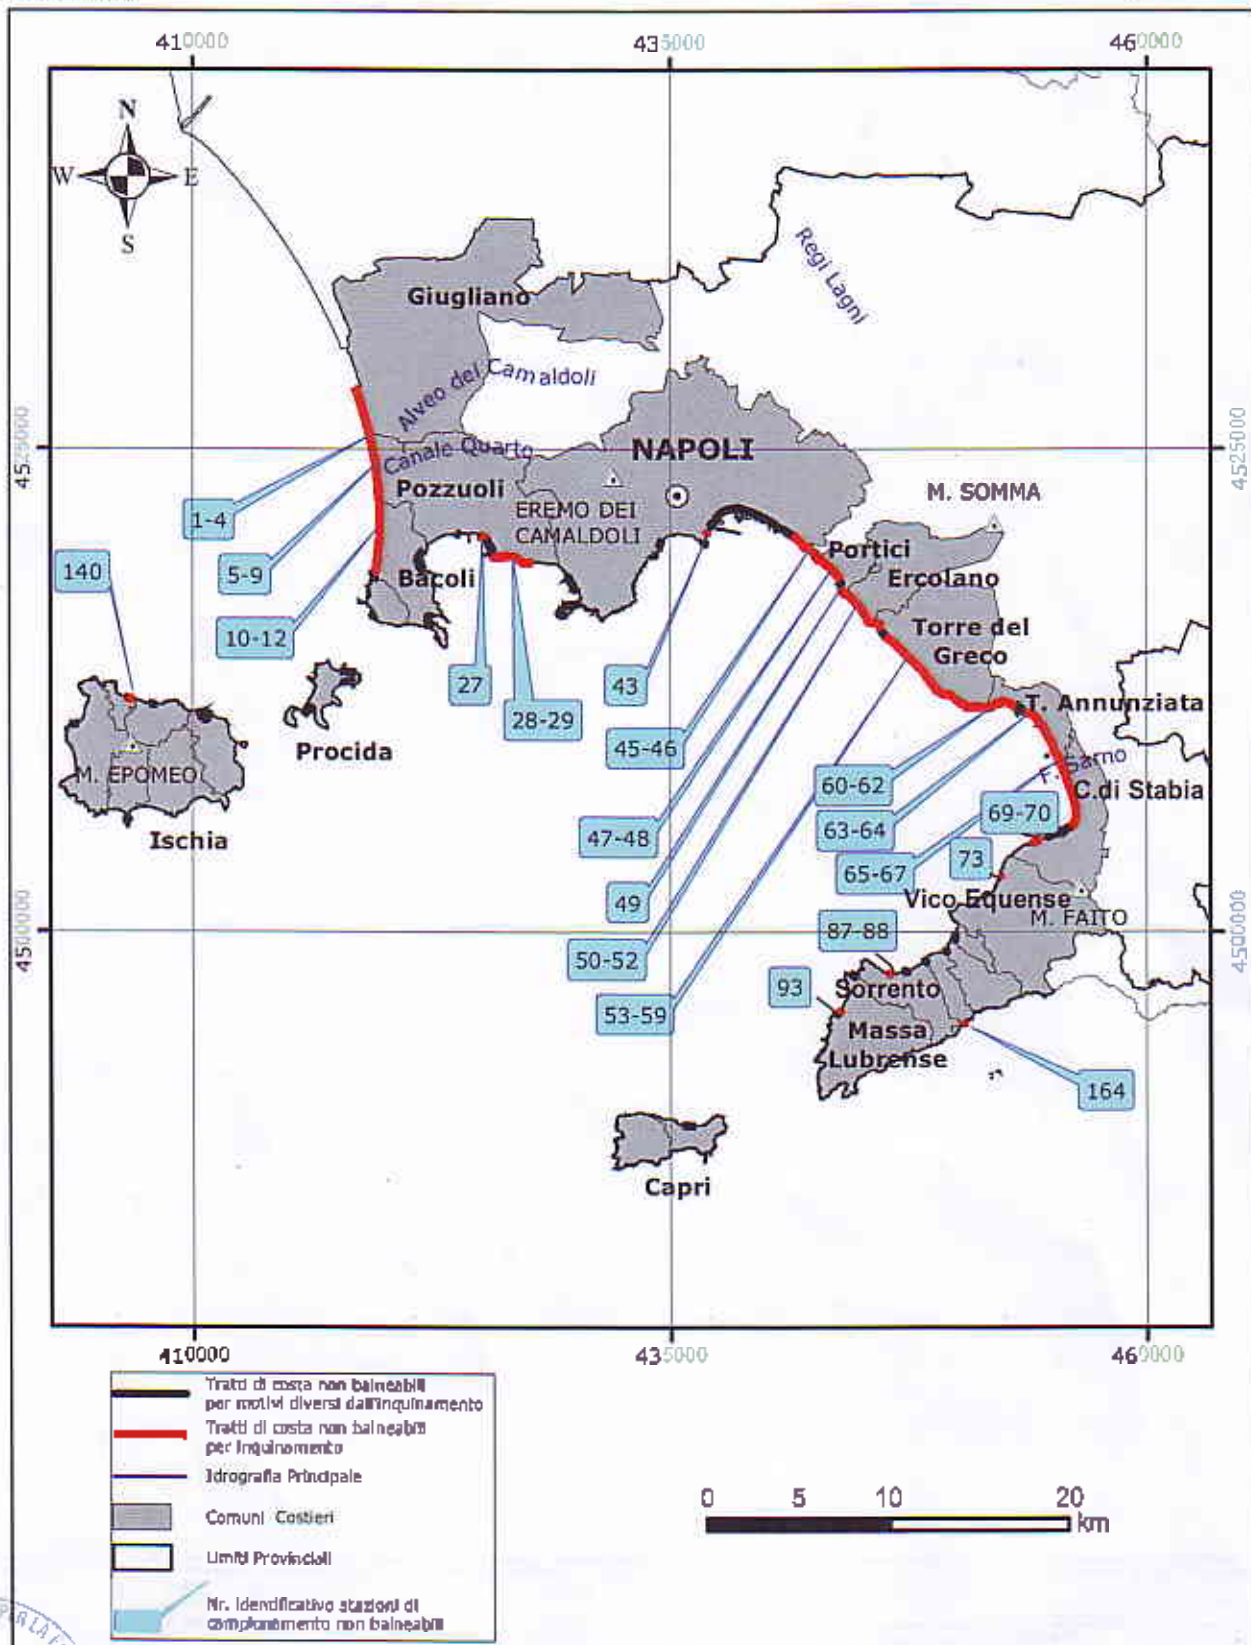 410000
435000
460000
N
W
E
S
Regi Lagni
Giugliano
Alveo dei Camaldoli
4525000
4525000
Canale Quarto
NAPOLI
Pozzuoli
M. SOMMA
1-4
EREMO DEI
CAMALDOLI
Portici
140
5-9
Bacoli
Ercolano
10-12
Torre del
Greco
27
43
28-29
T. Annunziata
Procida
45-46
F. Sarno
M. EPOMEO
60-62
C.di Stabia
Ischia
47-48
63-64
69-70
73
65-67
49
Vico Equense
M. FAITO
4500000
4500000
87-88
50-52
93
Sorrento
53-59
Massa
Lubrense
164
Capri
410000
435000
460000
Tratti di costa non balneabili
per motivi diversi dall'inquinamento
Tratti di costa non balneabili
per inquinamento
Idrografia Principale
Comuni Costieri
Limiti Provinciali
Nr. identificativo stazioni di
campionamento non balneabili
0 5 10 20
km